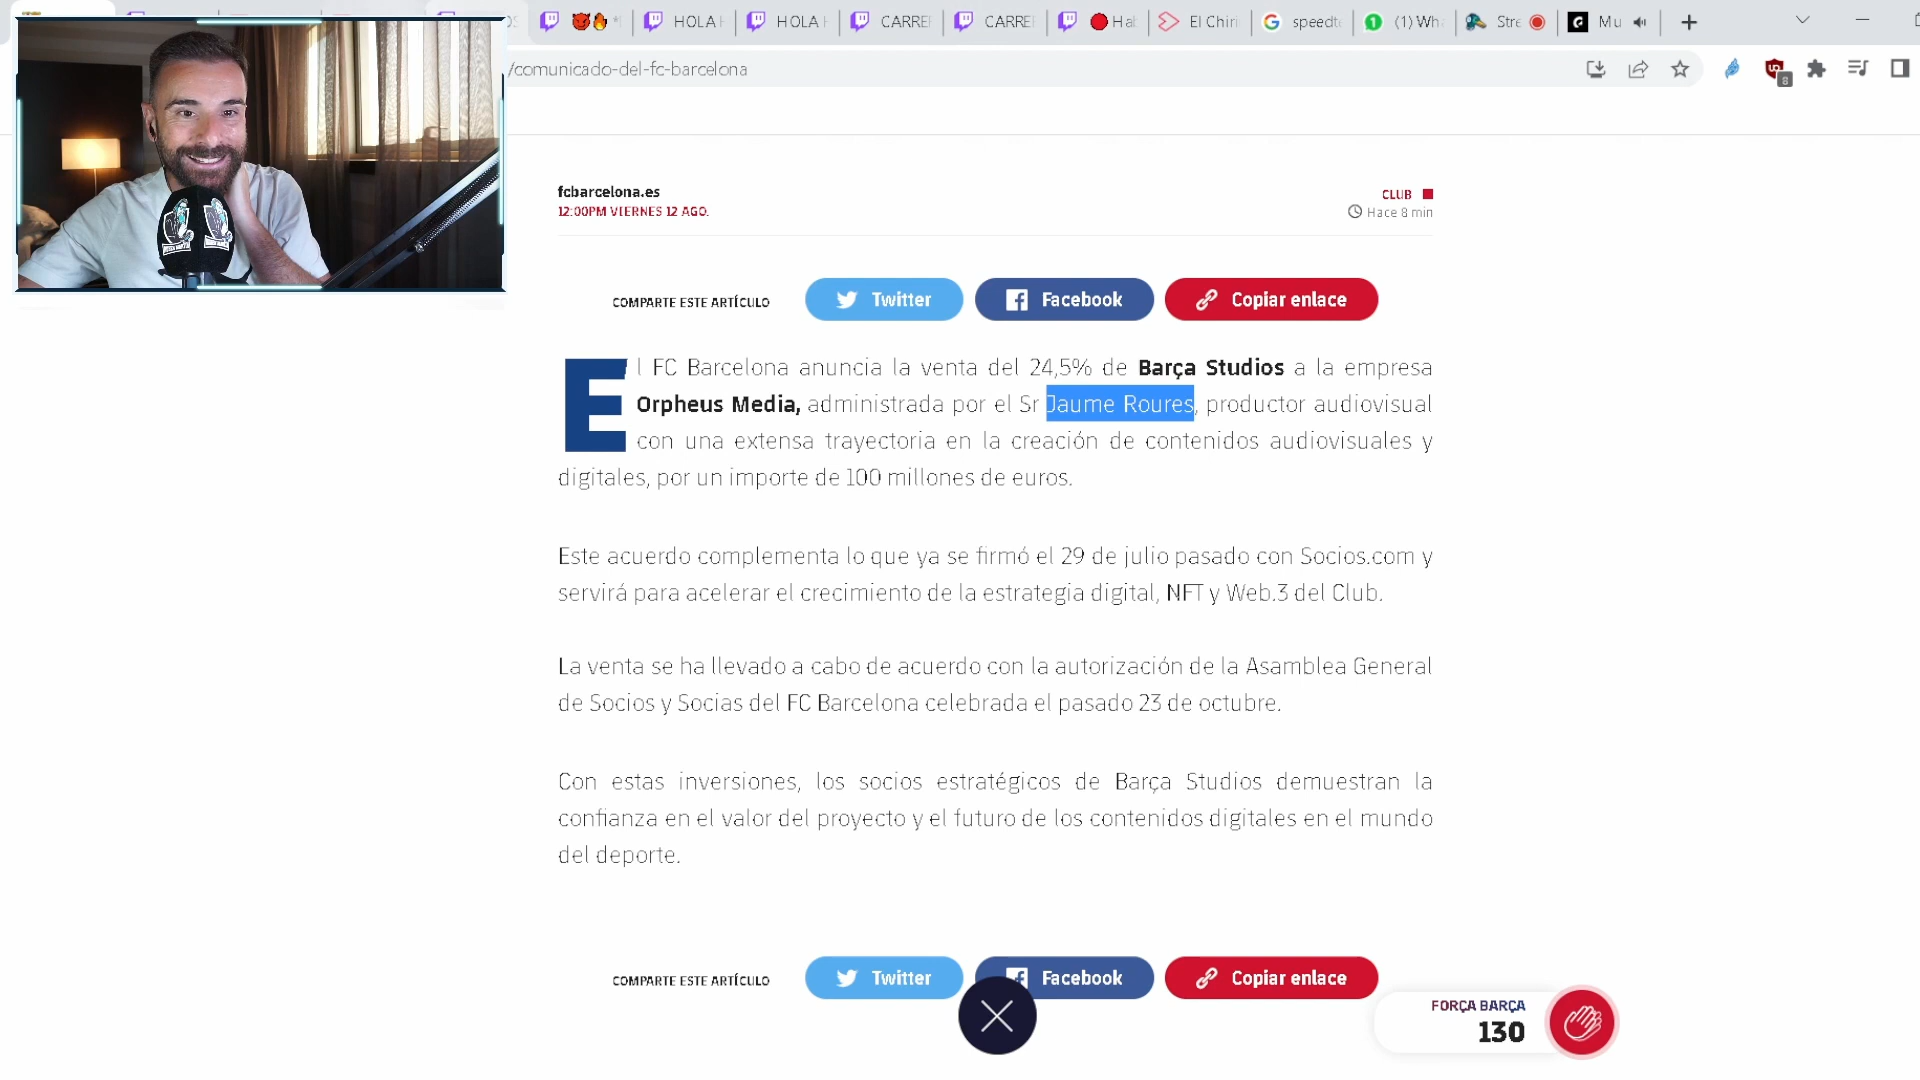 HOLA
HOLA
CARRE
CARRE
Ha
El Chiri
speedte
(1) Wh
Stre
Mu
/comunicado-del-fc-barcelona
8
fcbarcelona.es
12:00PM VIERNES 12 AGO.
CLUB
Hace 8 min
COMPARTE ESTE ARTÍCULO
Twitter
Facebook
Copiar enlace
El FC Barcelona anuncia la venta del 24,5% de Barça Studios a la empresa
Orpheus Media, administrada por el Sr Jaume Roures, productor audiovisual
con una extensa trayectoria en la creación de contenidos audiovisuales y
digitales, por un importe de 100 millones de euros.
Este acuerdo complementa lo que ya se firmó el 29 de julio pasado con Socios.com y
servirá para acelerar el crecimiento de la estrategia digital, NFT y Web.3 del Club.
La venta se ha llevado a cabo de acuerdo con la autorización de la Asamblea General
de Socios y Socias del FC Barcelona celebrada el pasado 23 de octubre.
Con estas inversiones, los socios estratégicos de Barça Studios demuestran la
confianza en el valor del proyecto y el futuro de los contenidos digitales en el mundo
del deporte.
COMPARTE ESTE ARTÍCULO
Twitter
Facebook
Copiar enlace
FORÇA BARÇA
130